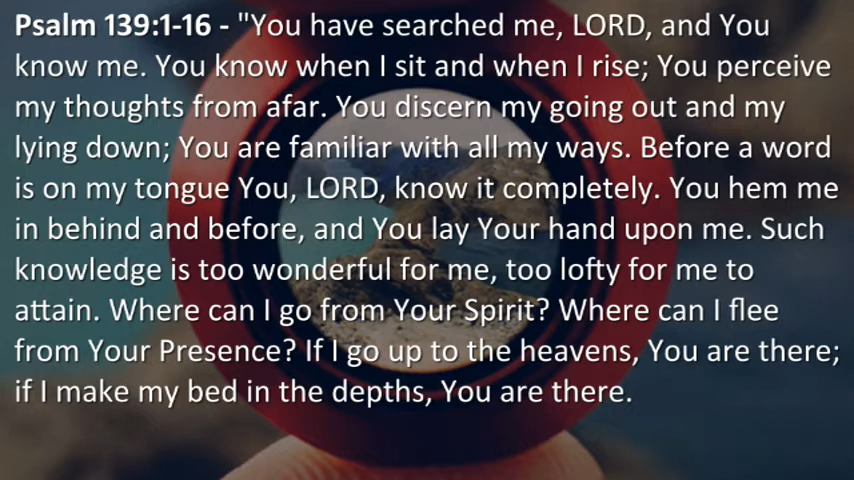 Psalm 139:1-16 - "You have searched me, LORD, and You
know me. You know when I sit and when I rise; You perceive
my thoughts from afar. You discern my going out and my
lying down; You are familiar with all my ways. Before a word
is on my tongue You, LORD, know it completely. You hem me
in behind and before, and You lay Your hand upon me. Such
knowledge is too wonderful for me, too lofty for me to
attain. Where can I go from Your Spirit? Where can I flee
from Your Presence? If I go up to the heavens, You are there;
if I make my bed in the depths, You are there.